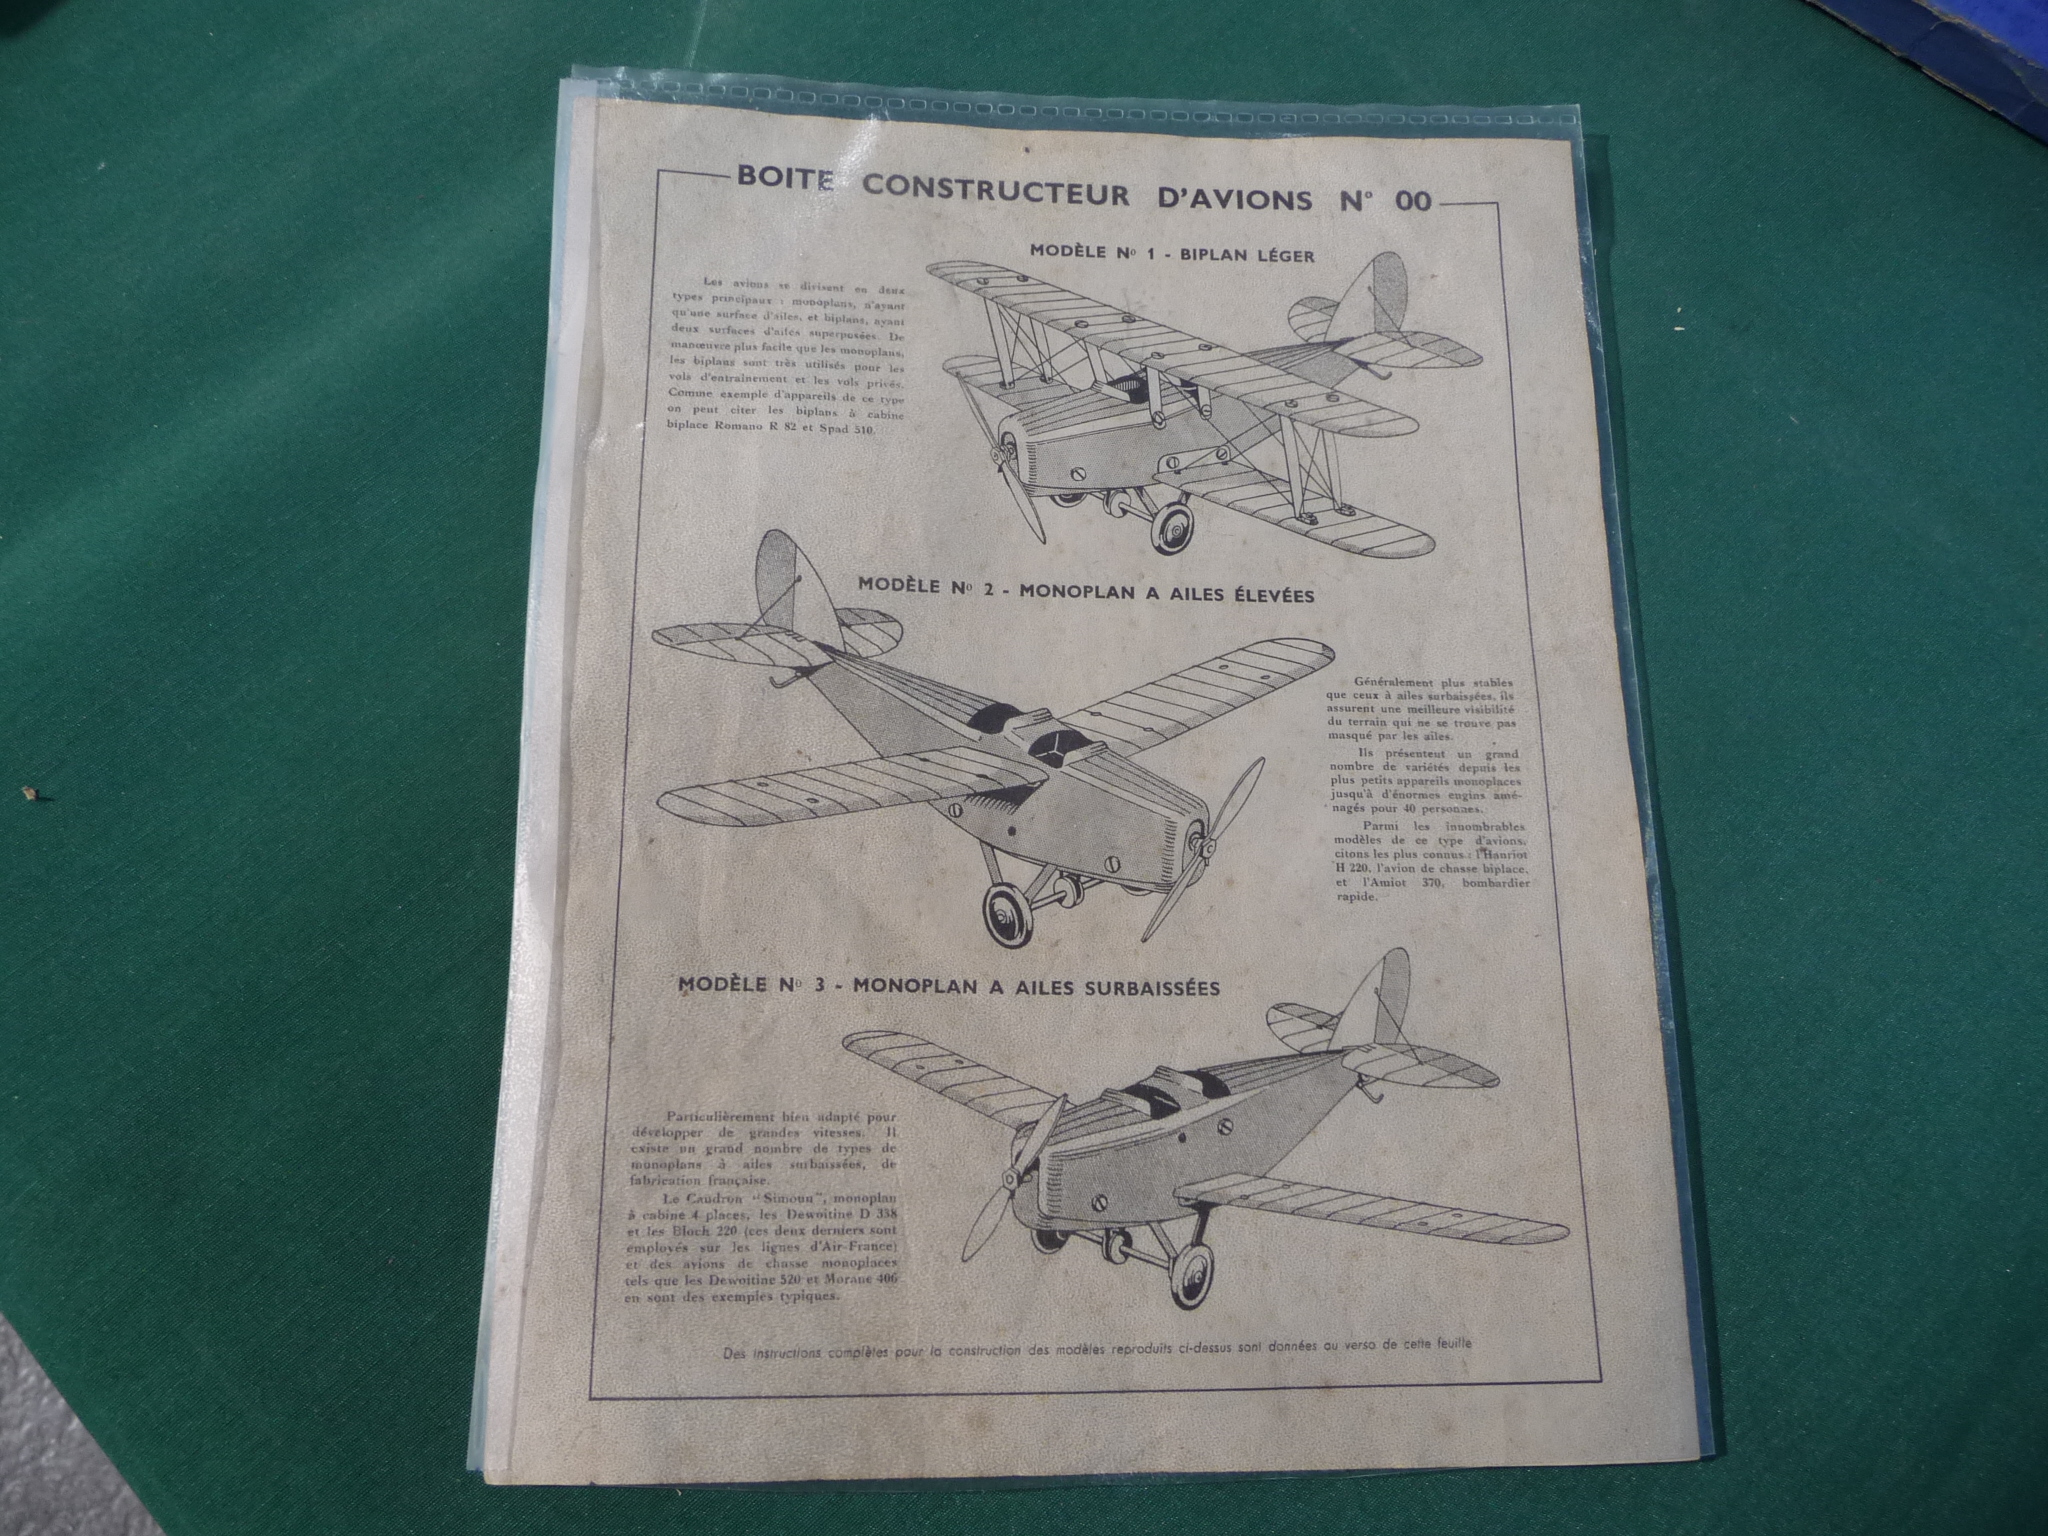 BOITE CONSTRUCTEUR D'AVIONS N° 00
MODÈLE N° 1 - BIPLAN LÉGER
Les avions se divisent en deux
types principaux : monoplans, n'ayant
qu'une surface d'ailes, et biplans, ayant
deux surfaces d'ailes superposées. De
manœuvre plus facile que les monoplans,
les biplans sont très utilisés pour les
vols d'entraînement et les vols privés.
Comme exemple d'appareils de ce type
on peut citer les biplans à cabine
biplace Romano R 82 et Spad 510.
MODÈLE N° 2 - MONOPLAN A AILES ÉLEVÉES
Généralement plus stables
que ceux à ailes surbaissées, ils
assurent une meilleure visibilité
du terrain qui ne se trouve pas
masqué par les ailes.
Ils présentent un grand
nombre de variétés depuis les
plus petits appareils monoplaces
jusqu'à d'énormes engins amé-
nagés pour 40 personnes.
Parmi les innombrables
modèles de ce type d'avions,
citons les plus connus : l'Hanriot
H 220, l'avion de chasse biplace,
et l'Amiot 370, bombardier
rapide.
MODÈLE N° 3 - MONOPLAN A AILES SURBAISSÉES
Particulièrement bien adapté pour
développer de grandes vitesses. Il
existe un grand nombre de types de
monoplans à ailes surbaissées, de
fabrication française.
Le Caudron "Simoun", monoplan
à cabine 4 places, les Dewoitine D 338
et les Bloch 220 (ces deux derniers sont
employés sur les lignes d'Air-France)
et des avions de chasse monoplaces
tels que les Dewoitine 520 et Morane 406
en sont des exemples typiques.
Des instructions complètes pour la construction des modèles reproduits ci-dessus sont données au verso de cette feuille